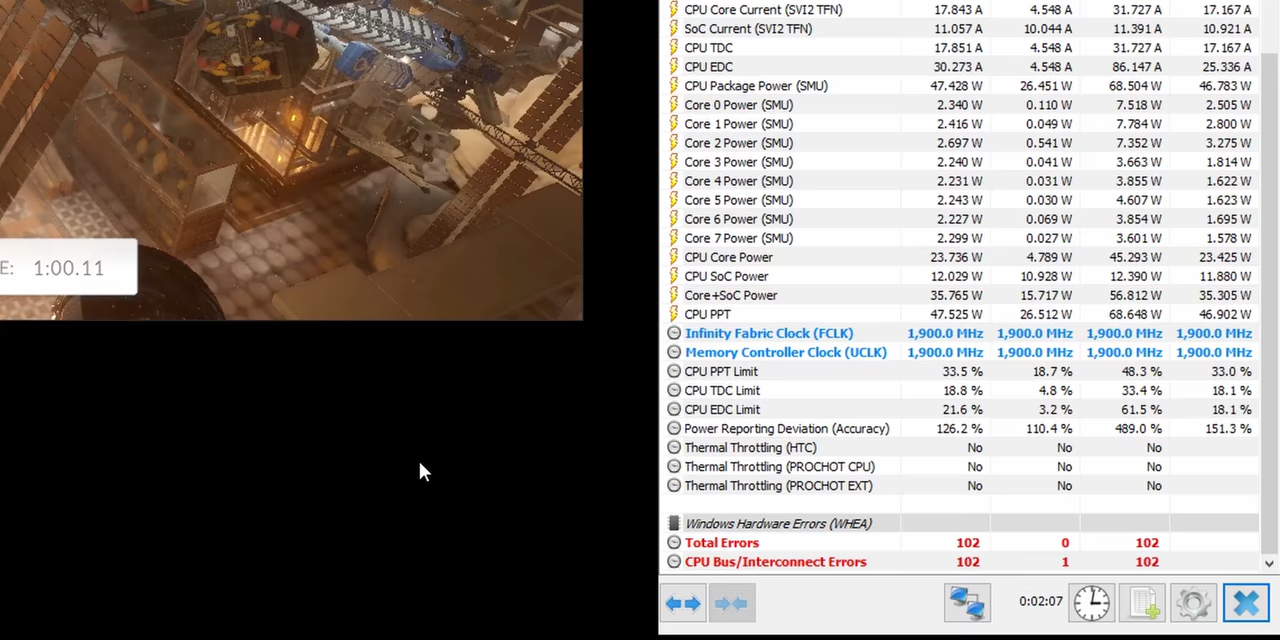 CPU Core Current (SVI2 TFN) 17.843 A 4.548 A 31.727 A 17.167 A
SoC Current (SVI2 TFN) 11.057 A 10.044 A 11.391 A 10.921 A
CPU TDC 17.851 A 4.548 A 31.727 A 17.167 A
CPU EDC 30.273 A 4.548 A 86.147 A 25.336 A
CPU Package Power (SMU) 47.428 W 26.451 W 68.504 W 46.783 W
Core 0 Power (SMU) 2.340 W 0.110 W 7.518 W 2.505 W
Core 1 Power (SMU) 2.416 W 0.049 W 7.784 W 2.800 W
Core 2 Power (SMU) 2.697 W 0.541 W 7.352 W 3.275 W
Core 3 Power (SMU) 2.240 W 0.041 W 3.663 W 1.814 W
Core 4 Power (SMU) 2.231 W 0.031 W 3.855 W 1.622 W
Core 5 Power (SMU) 2.243 W 0.030 W 4.607 W 1.623 W
Core 6 Power (SMU) 2.227 W 0.069 W 3.854 W 1.695 W
Core 7 Power (SMU) 2.299 W 0.027 W 3.601 W 1.578 W
CPU Core Power 23.736 W 4.789 W 45.293 W 23.425 W
CPU SoC Power 12.029 W 10.928 W 12.390 W 11.880 W
Core+SoC Power 35.765 W 15.717 W 56.812 W 35.305 W
CPU PPT 47.525 W 26.512 W 68.648 W 46.902 W
Infinity Fabric Clock (FCLK) 1,900.0 MHz 1,900.0 MHz 1,900.0 MHz 1,900.0 MHz
Memory Controller Clock (UCLK) 1,900.0 MHz 1,900.0 MHz 1,900.0 MHz 1,900.0 MHz
CPU PPT Limit 33.5 % 18.7 % 48.3 % 33.0 %
CPU TDC Limit 18.8 % 4.8 % 33.4 % 18.1 %
CPU EDC Limit 21.6 % 3.2 % 61.5 % 18.1 %
Power Reporting Deviation (Accuracy) 126.2 % 110.4 % 489.0 % 151.3 %
Thermal Throttling (HTC) No No No
Thermal Throttling (PROCHOT CPU) No No No
Thermal Throttling (PROCHOT EXT) No No No
Windows Hardware Errors (WHEA)
Total Errors 102 0 102
CPU Bus/Interconnect Errors 102 1 102
0:02:07
E: 1:00.11